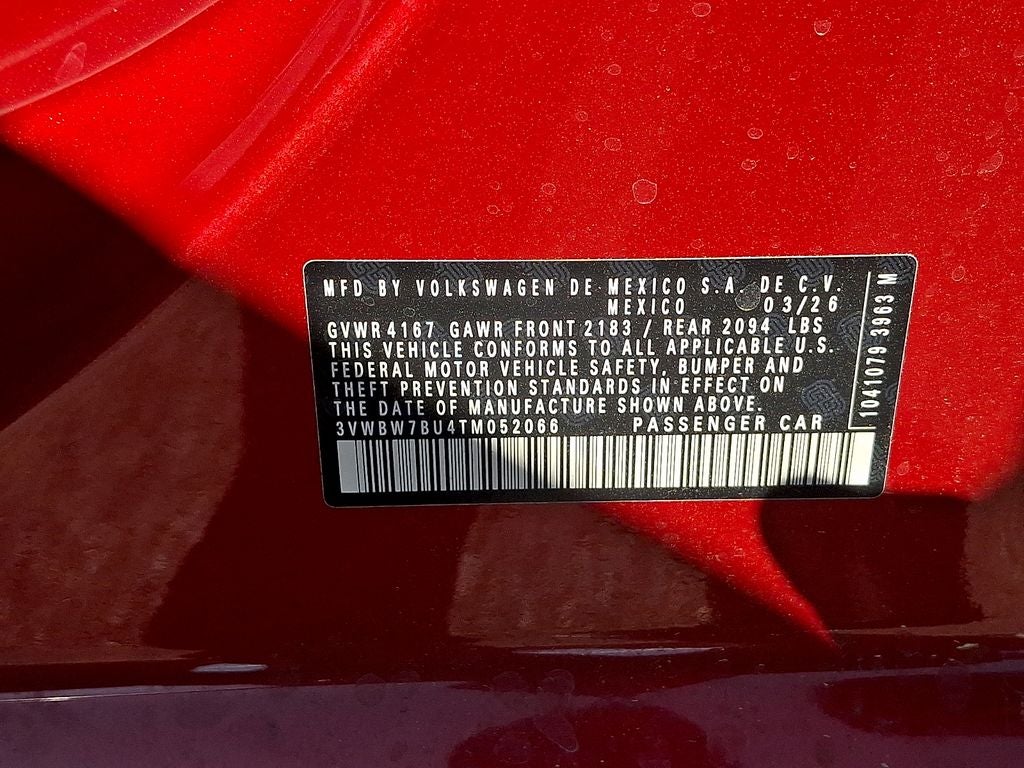 MFD BY VOLKSWAGEN DE MEXICO S.A. DE C.V.
MEXICO 03/26
GVWR 4167 GAWR FRONT 2183 / REAR 2094 LBS
THIS VEHICLE CONFORMS TO ALL APPLICABLE U.S.
FEDERAL MOTOR VEHICLE SAFETY, BUMPER AND
THEFT PREVENTION STANDARDS IN EFFECT ON
THE DATE OF MANUFACTURE SHOWN ABOVE.
3VWBW7BU4TM052066 PASSENGER CAR
1041079 3963 M